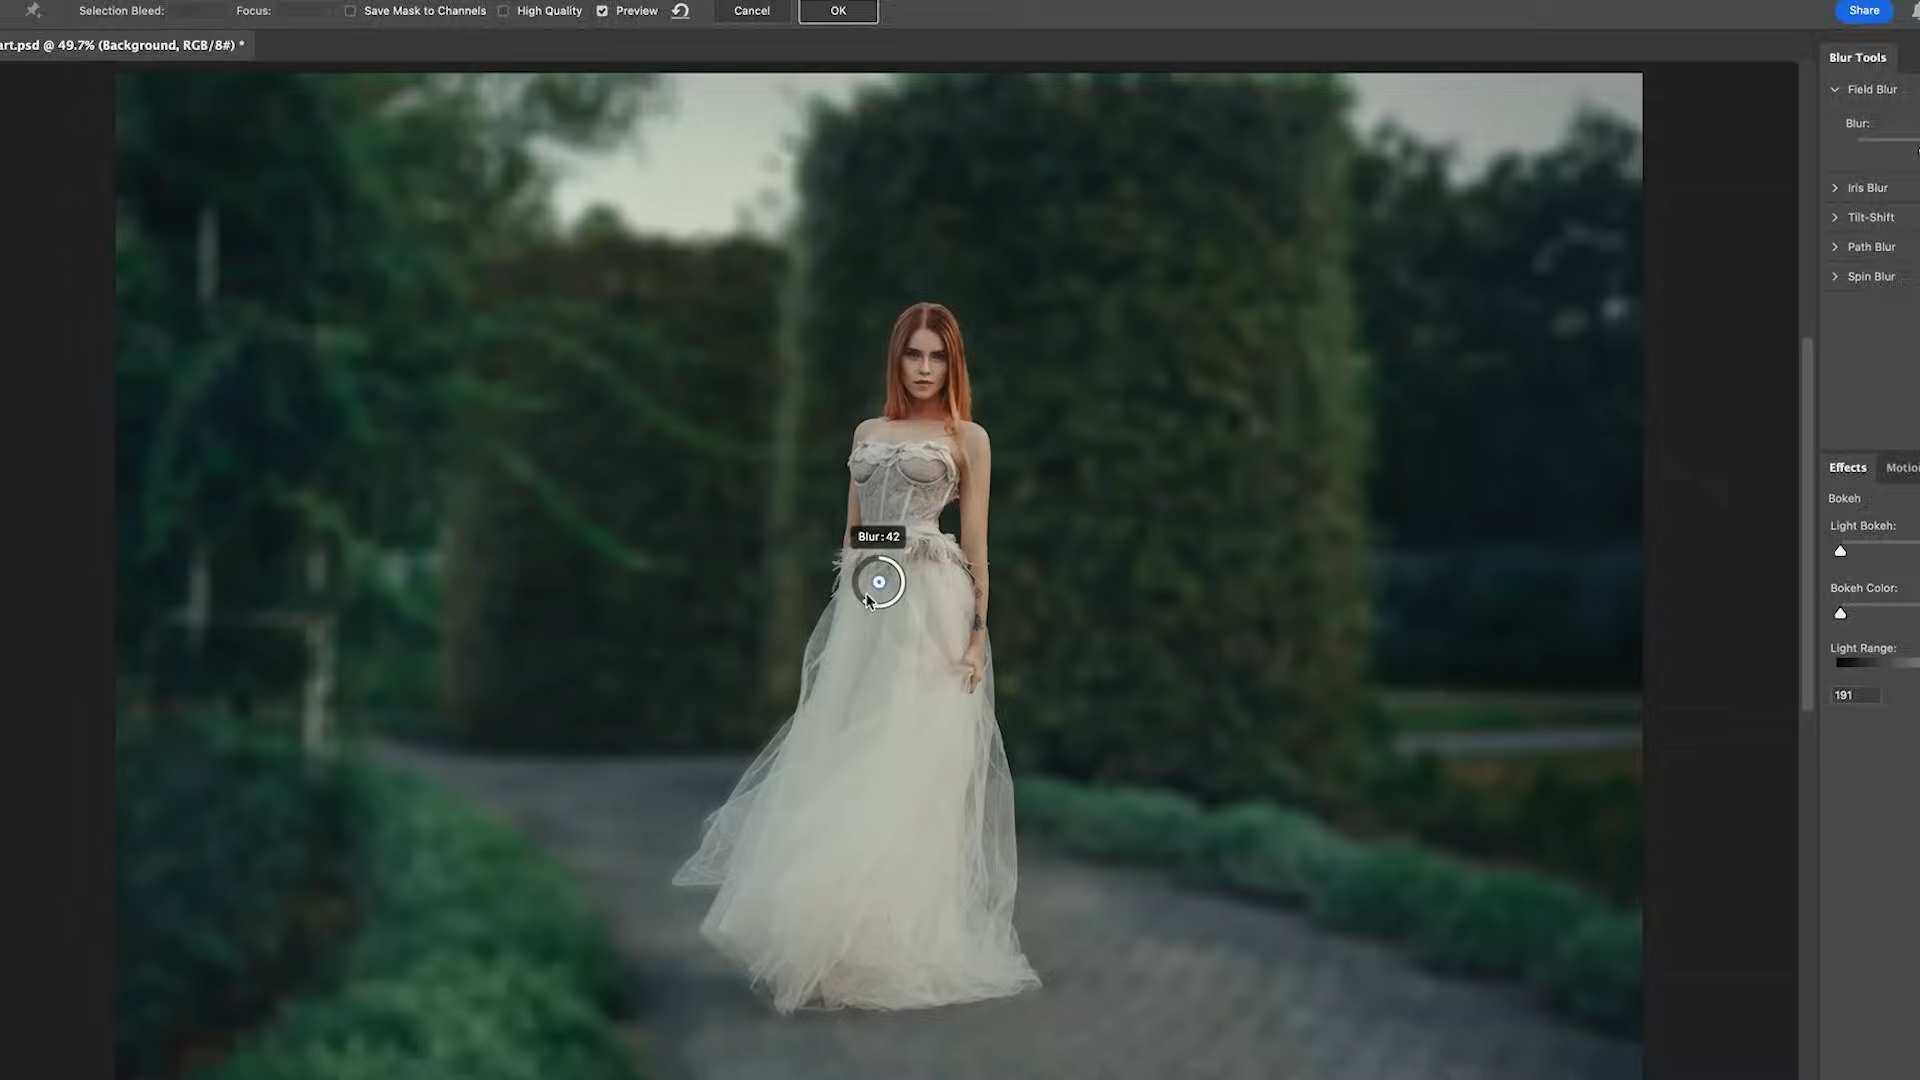 Selection Bleed: Focus: Save Mask to Channels High Quality Preview Cancel OK Share
art.psd @ 49.7% (Background, RGB/8#) *
Blur Tools
Field Blur
Blur:
Iris Blur
Tilt-Shift
Path Blur
Spin Blur
Blur: 42
Effects Motio
Bokeh
Light Bokeh:
Bokeh Color:
Light Range:
191